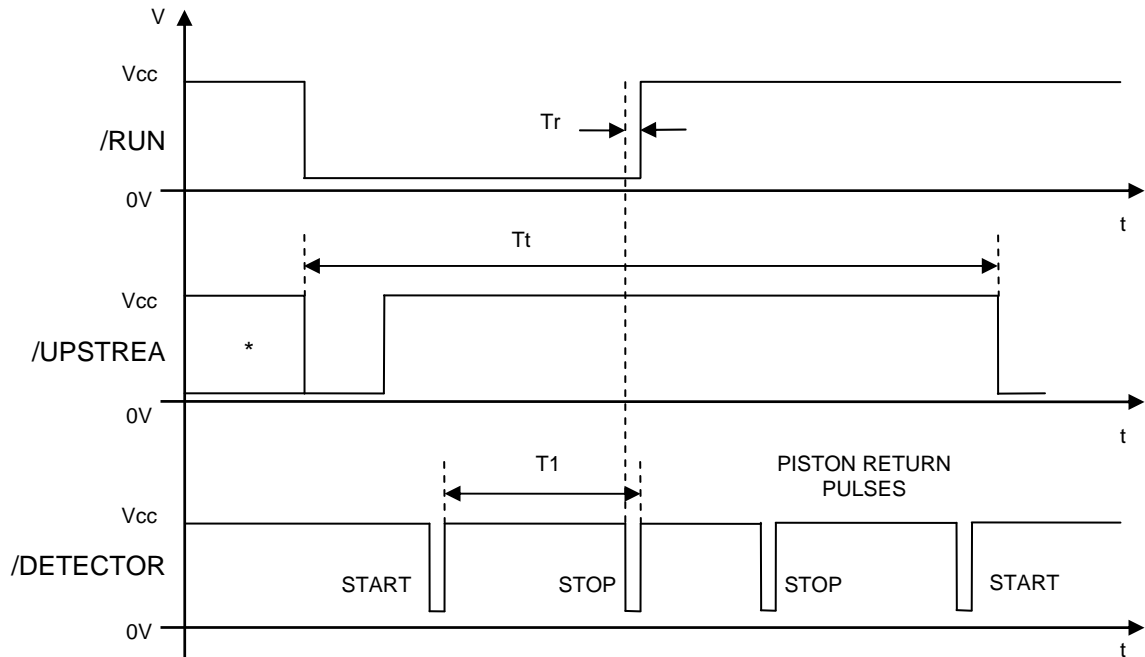 V
Vcc
/RUN
Tr
0V
t
Tt
Vcc
/UPSTREA
*
0V
t
T1
PISTON RETURN
PULSES
Vcc
/DETECTOR
START
STOP
STOP
START
0V
t